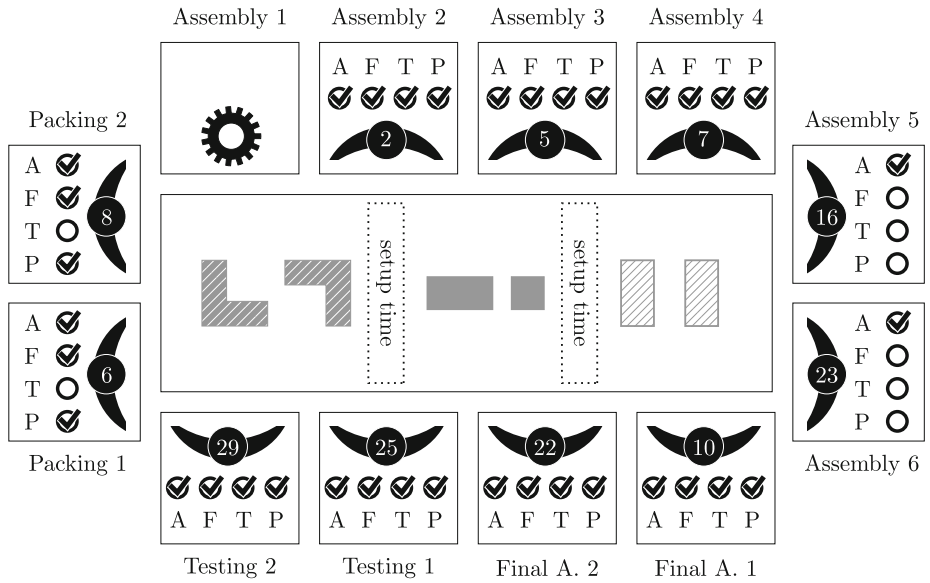 Assembly 1
Assembly 2
Assembly 3
Assembly 4
A F T P
2
A F T P
5
A F T P
7
Packing 2
A
F
T
P
8
Assembly 5
16
A
F
T
P
setup time
setup time
A
F
T
P
6
Packing 1
23
A
F
T
P
Assembly 6
29
A F T P
25
A F T P
22
A F T P
10
A F T P
Testing 2
Testing 1
Final A. 2
Final A. 1